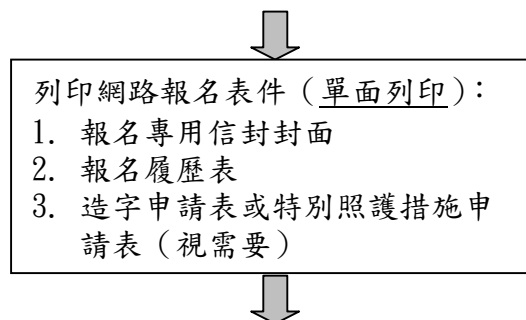 列印網路報名表件（單面列印）：
1. 報名專用信封封面
2. 報名履歷表
3. 造字申請表或特別照護措施申
請表（視需要）